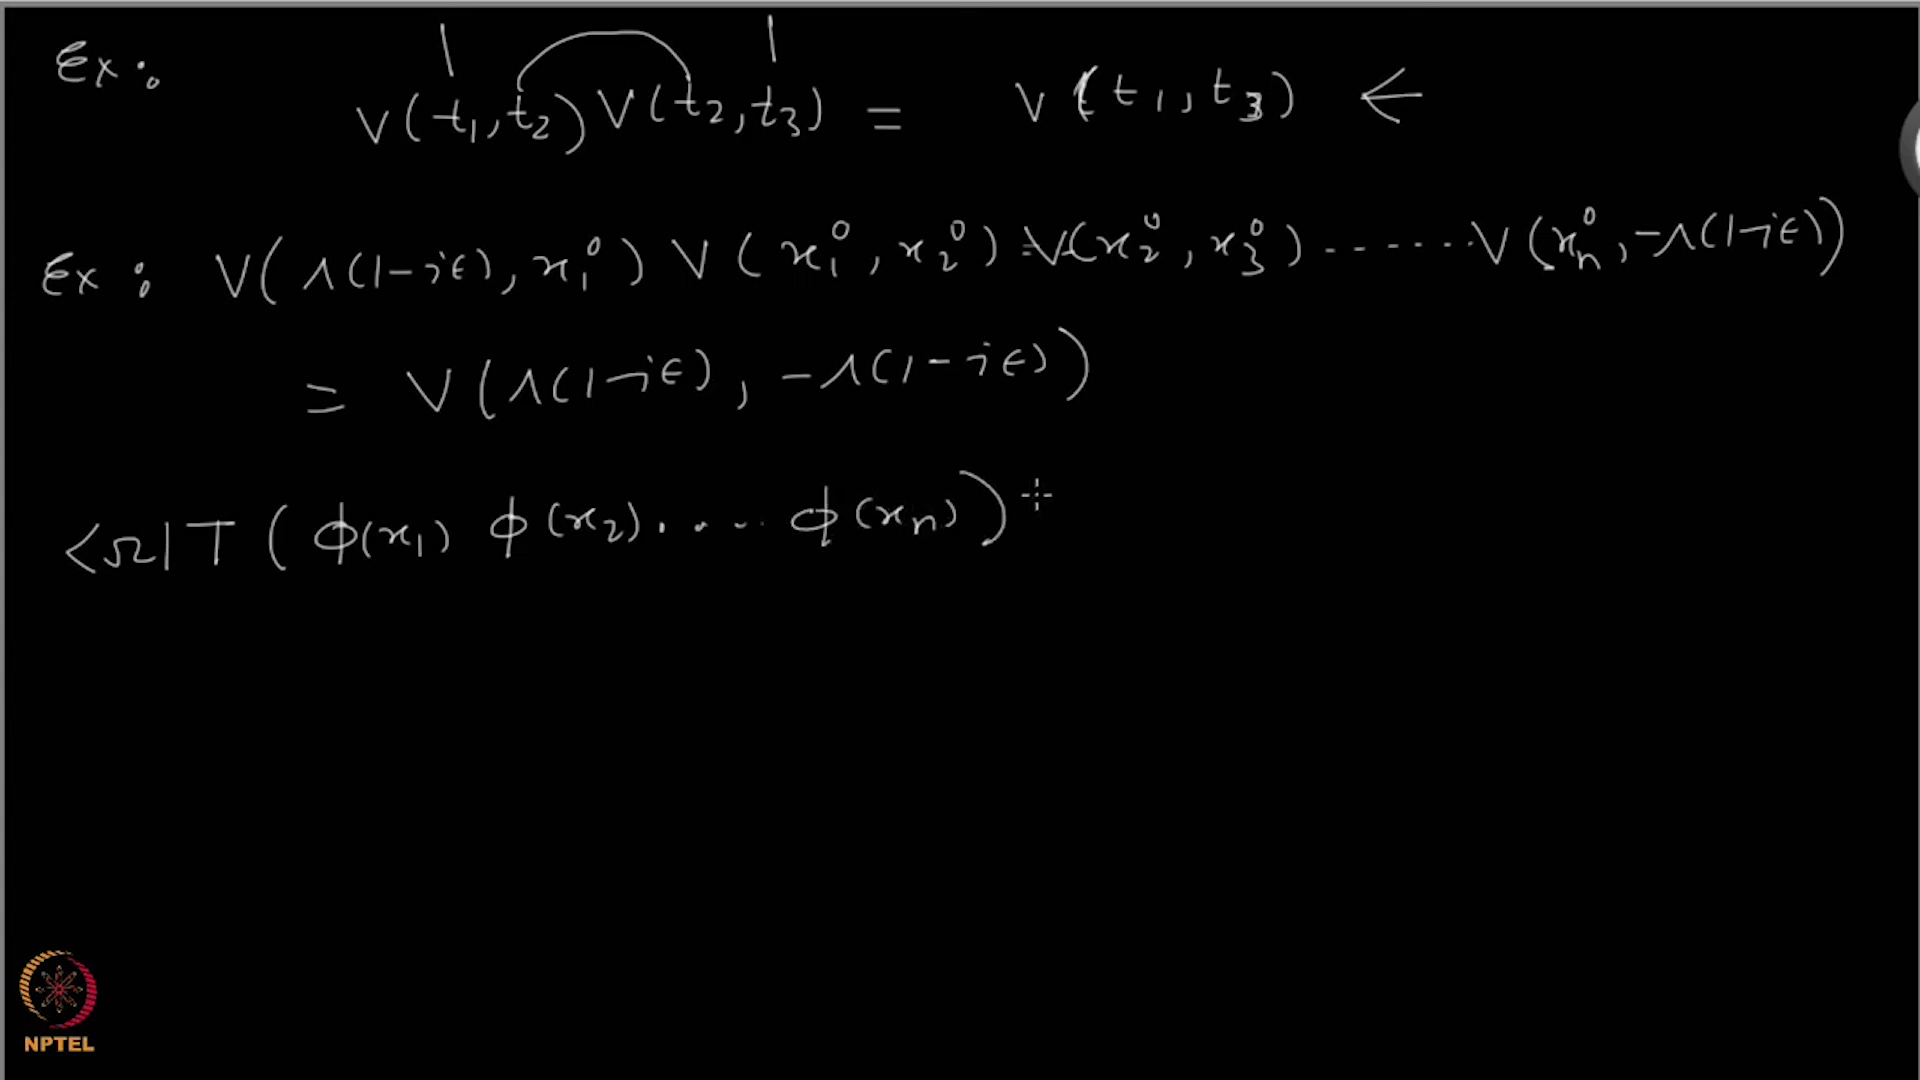 Ex: V(t₁,t₂) V(t₂,t₃) = V(t₁,t₃) ←
Ex: V(Λ(1-iϵ), x₁⁰) V(x₁⁰, x₂⁰) V(x₂⁰, x₃⁰) ------ V(xₙ⁰, -Λ(1-iϵ))
= V(Λ(1-iϵ), -Λ(1-iϵ))
<Ω|T(ϕ(x₁) ϕ(x₂) .... ϕ(xₙ))
NPTEL